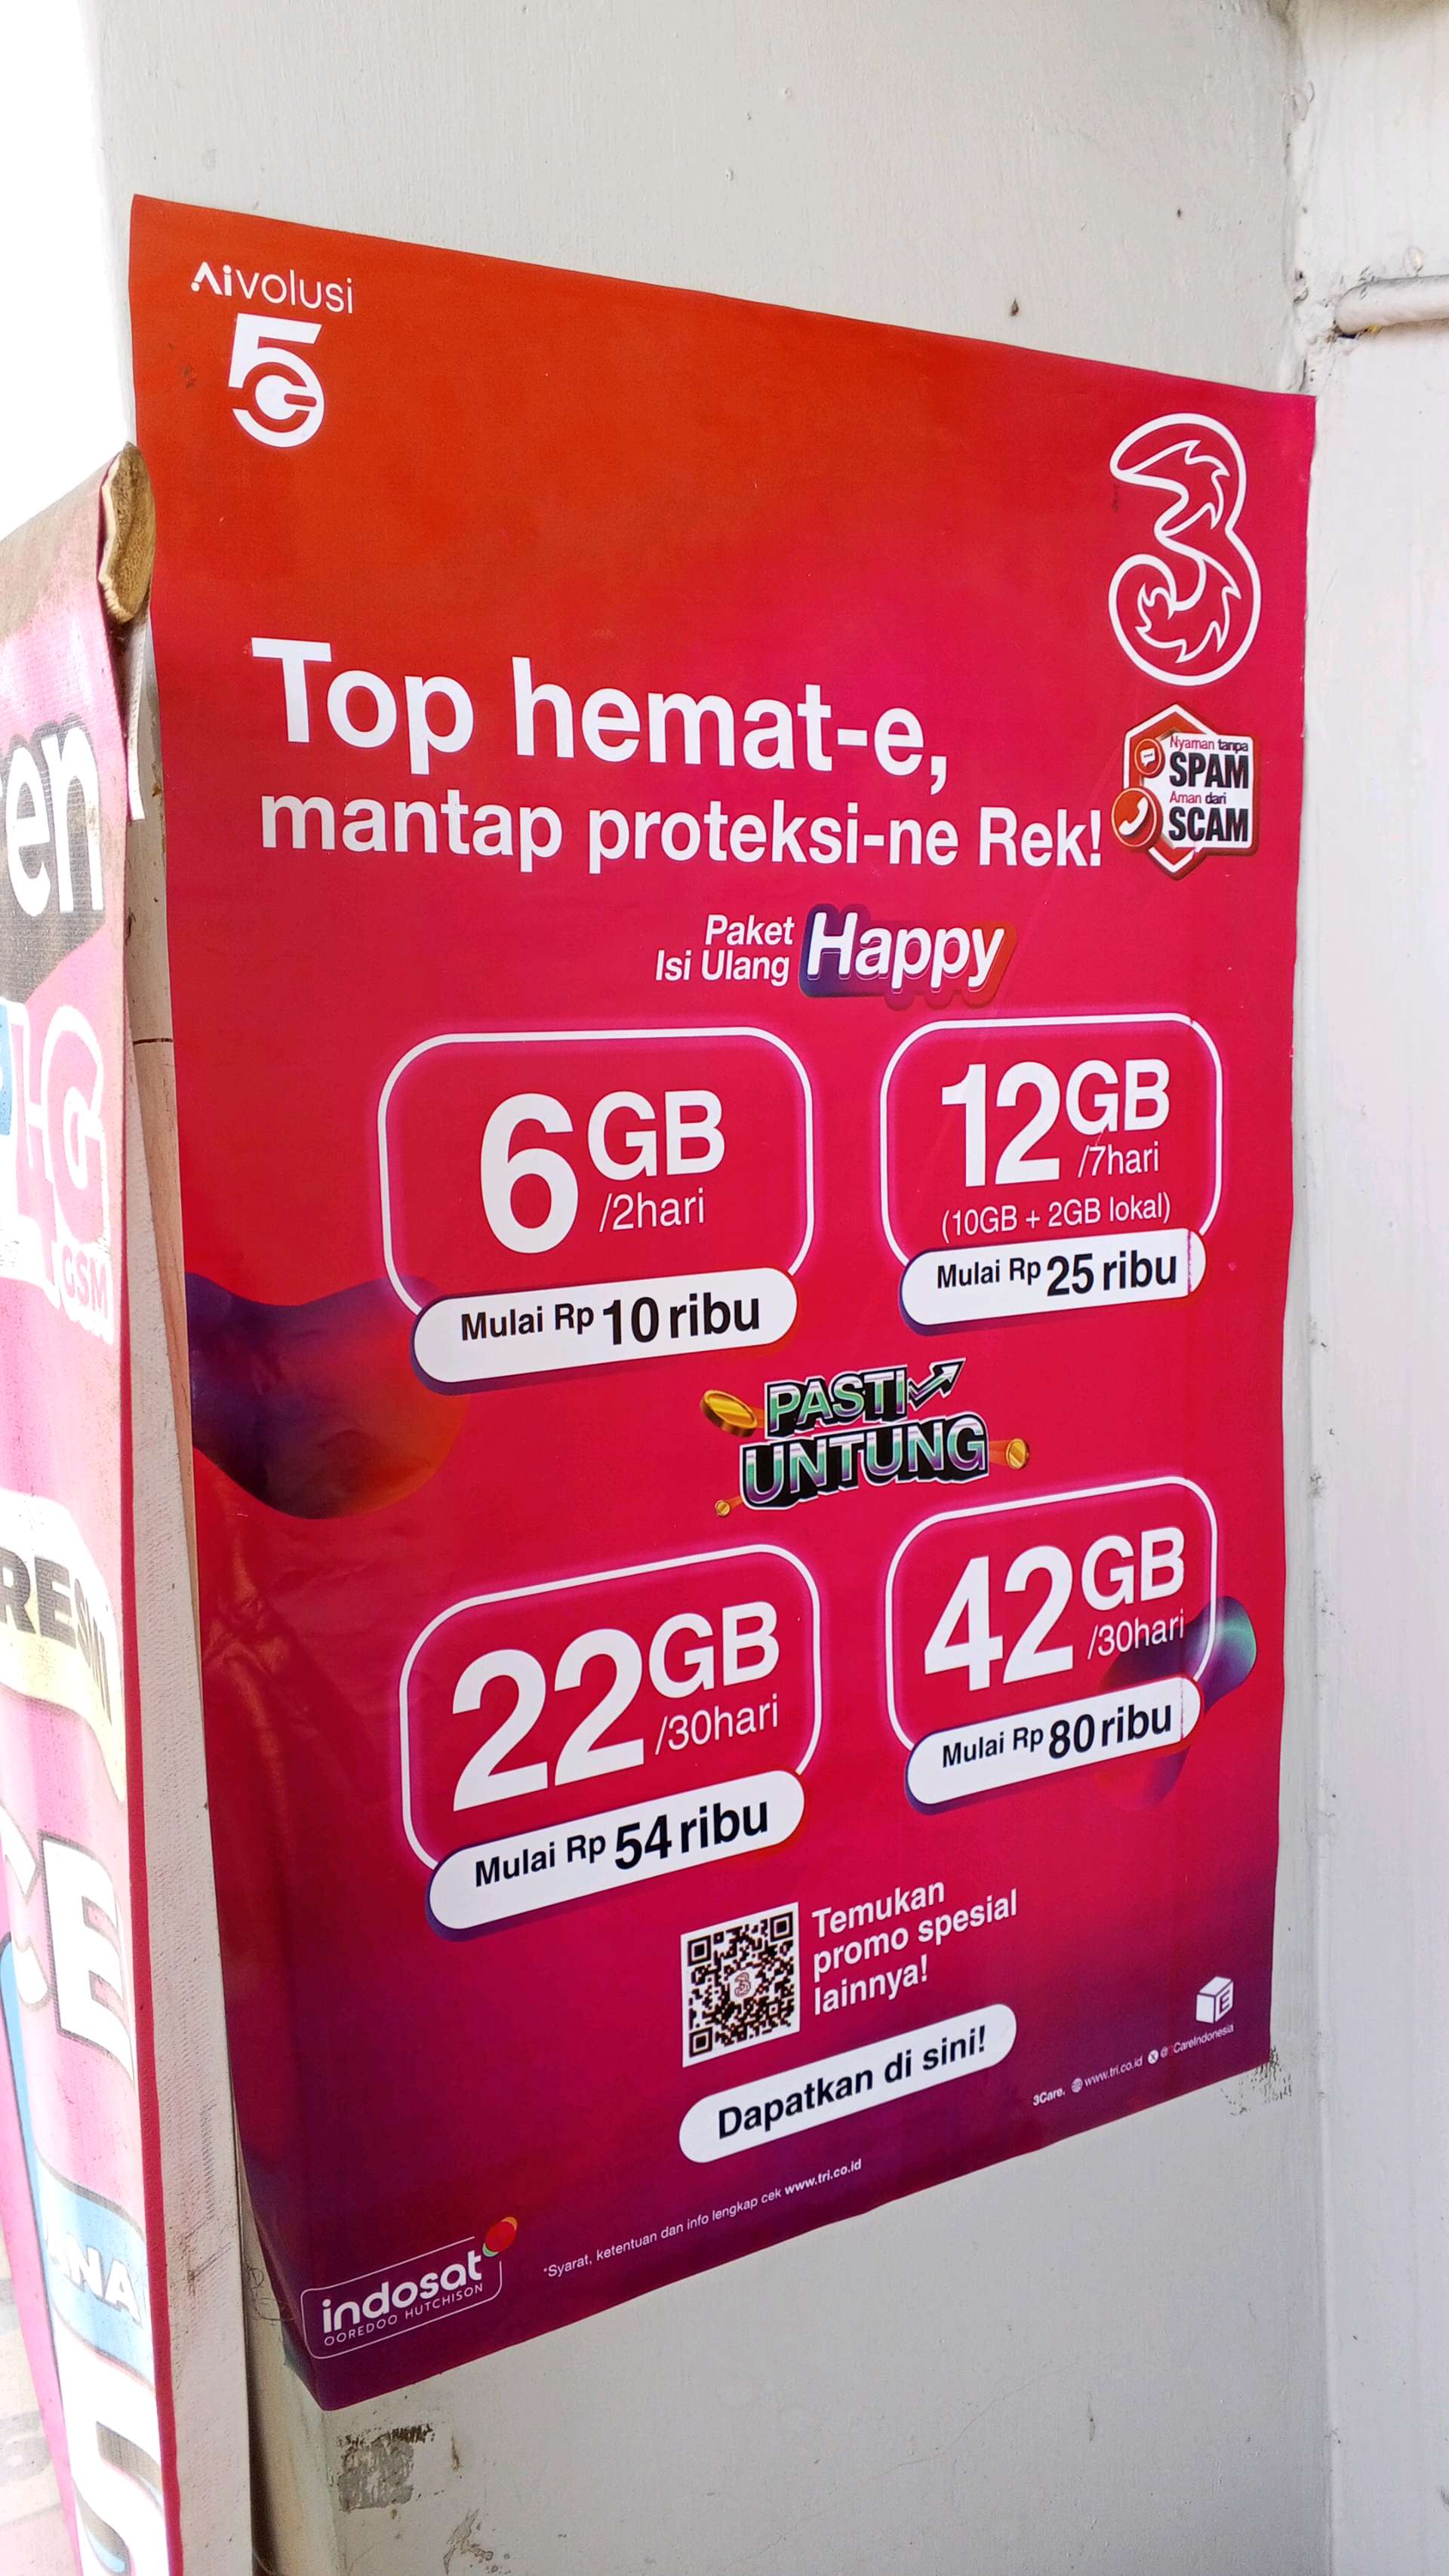 Aivolusi
5G
3
Top hemat-e,
mantap proteksi-ne Rek!
Nyaman tanpa
SPAM
Aman dari
SCAM
Paket
Isi Ulang
Happy
6GB
/2hari
Mulai Rp 10 ribu
12GB
/7hari
(10GB + 2GB lokal)
Mulai Rp 25 ribu
PASTI
UNTUNG
22GB
/30hari
Mulai Rp 54 ribu
42GB
/30hari
Mulai Rp 80 ribu
Temukan
promo spesial
lainnya!
Dapatkan di sini!
3Care. www.tri.co.id
*Syarat, ketentuan dan info lengkap cek www.tri.co.id
indosat
OOREDOO HUTCHISON
en
GSM
RESMI